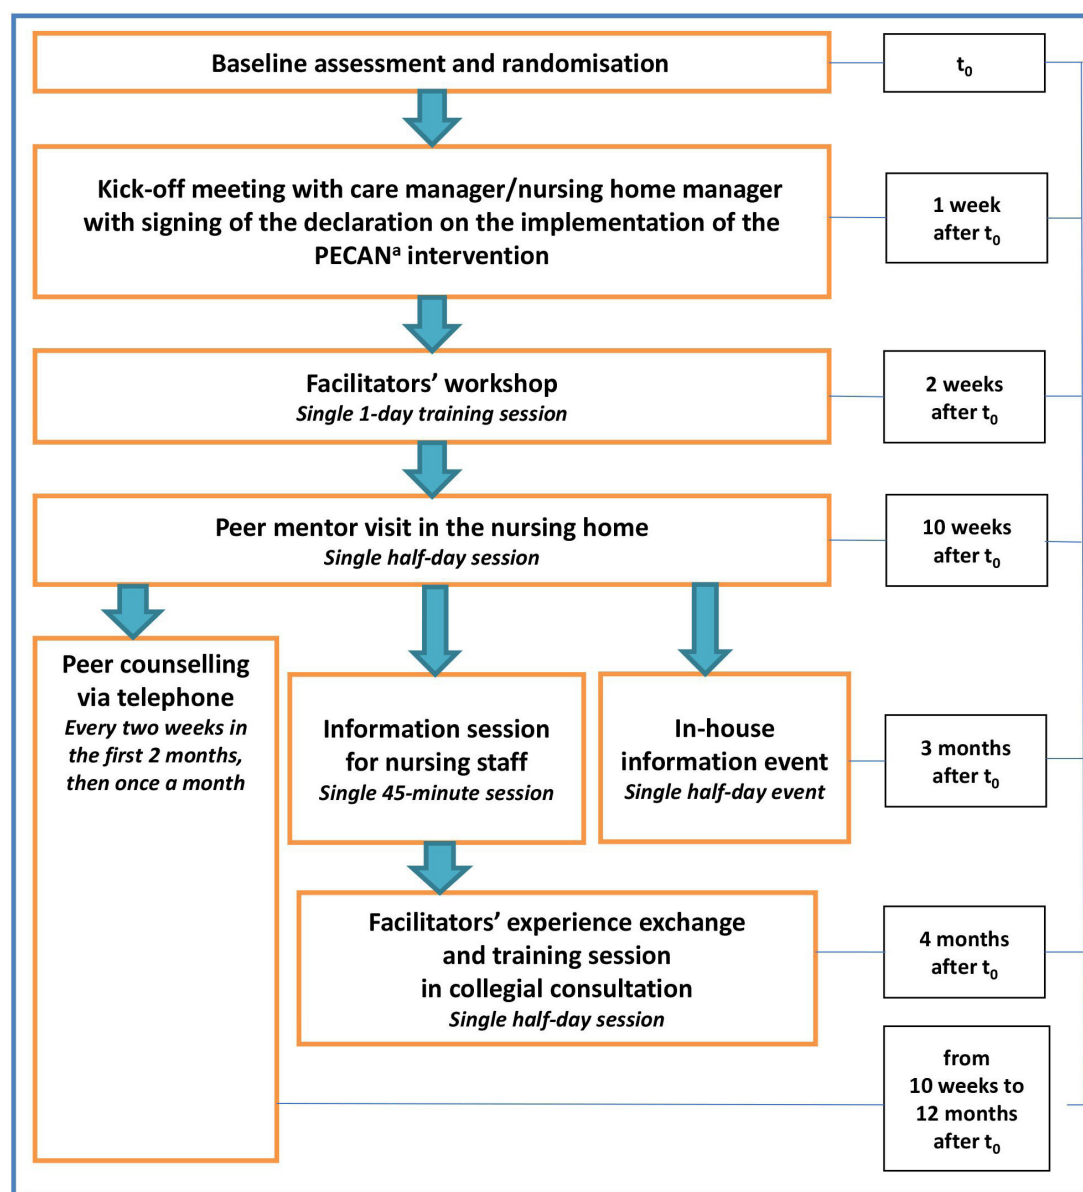 Baseline assessment and randomisation
t₀
Kick-off meeting with care manager/nursing home manager
with signing of the declaration on the implementation of the
PECANᵃ intervention
1 week
after t₀
Facilitators’ workshop
Single 1-day training session
2 weeks
after t₀
Peer mentor visit in the nursing home
Single half-day session
10 weeks
after t₀
Peer counselling
via telephone
Every two weeks in
the first 2 months,
then once a month
Information session
for nursing staff
Single 45-minute session
In-house
information event
Single half-day event
3 months
after t₀
Facilitators’ experience exchange
and training session
in collegial consultation
Single half-day session
4 months
after t₀
from
10 weeks to
12 months
after t₀